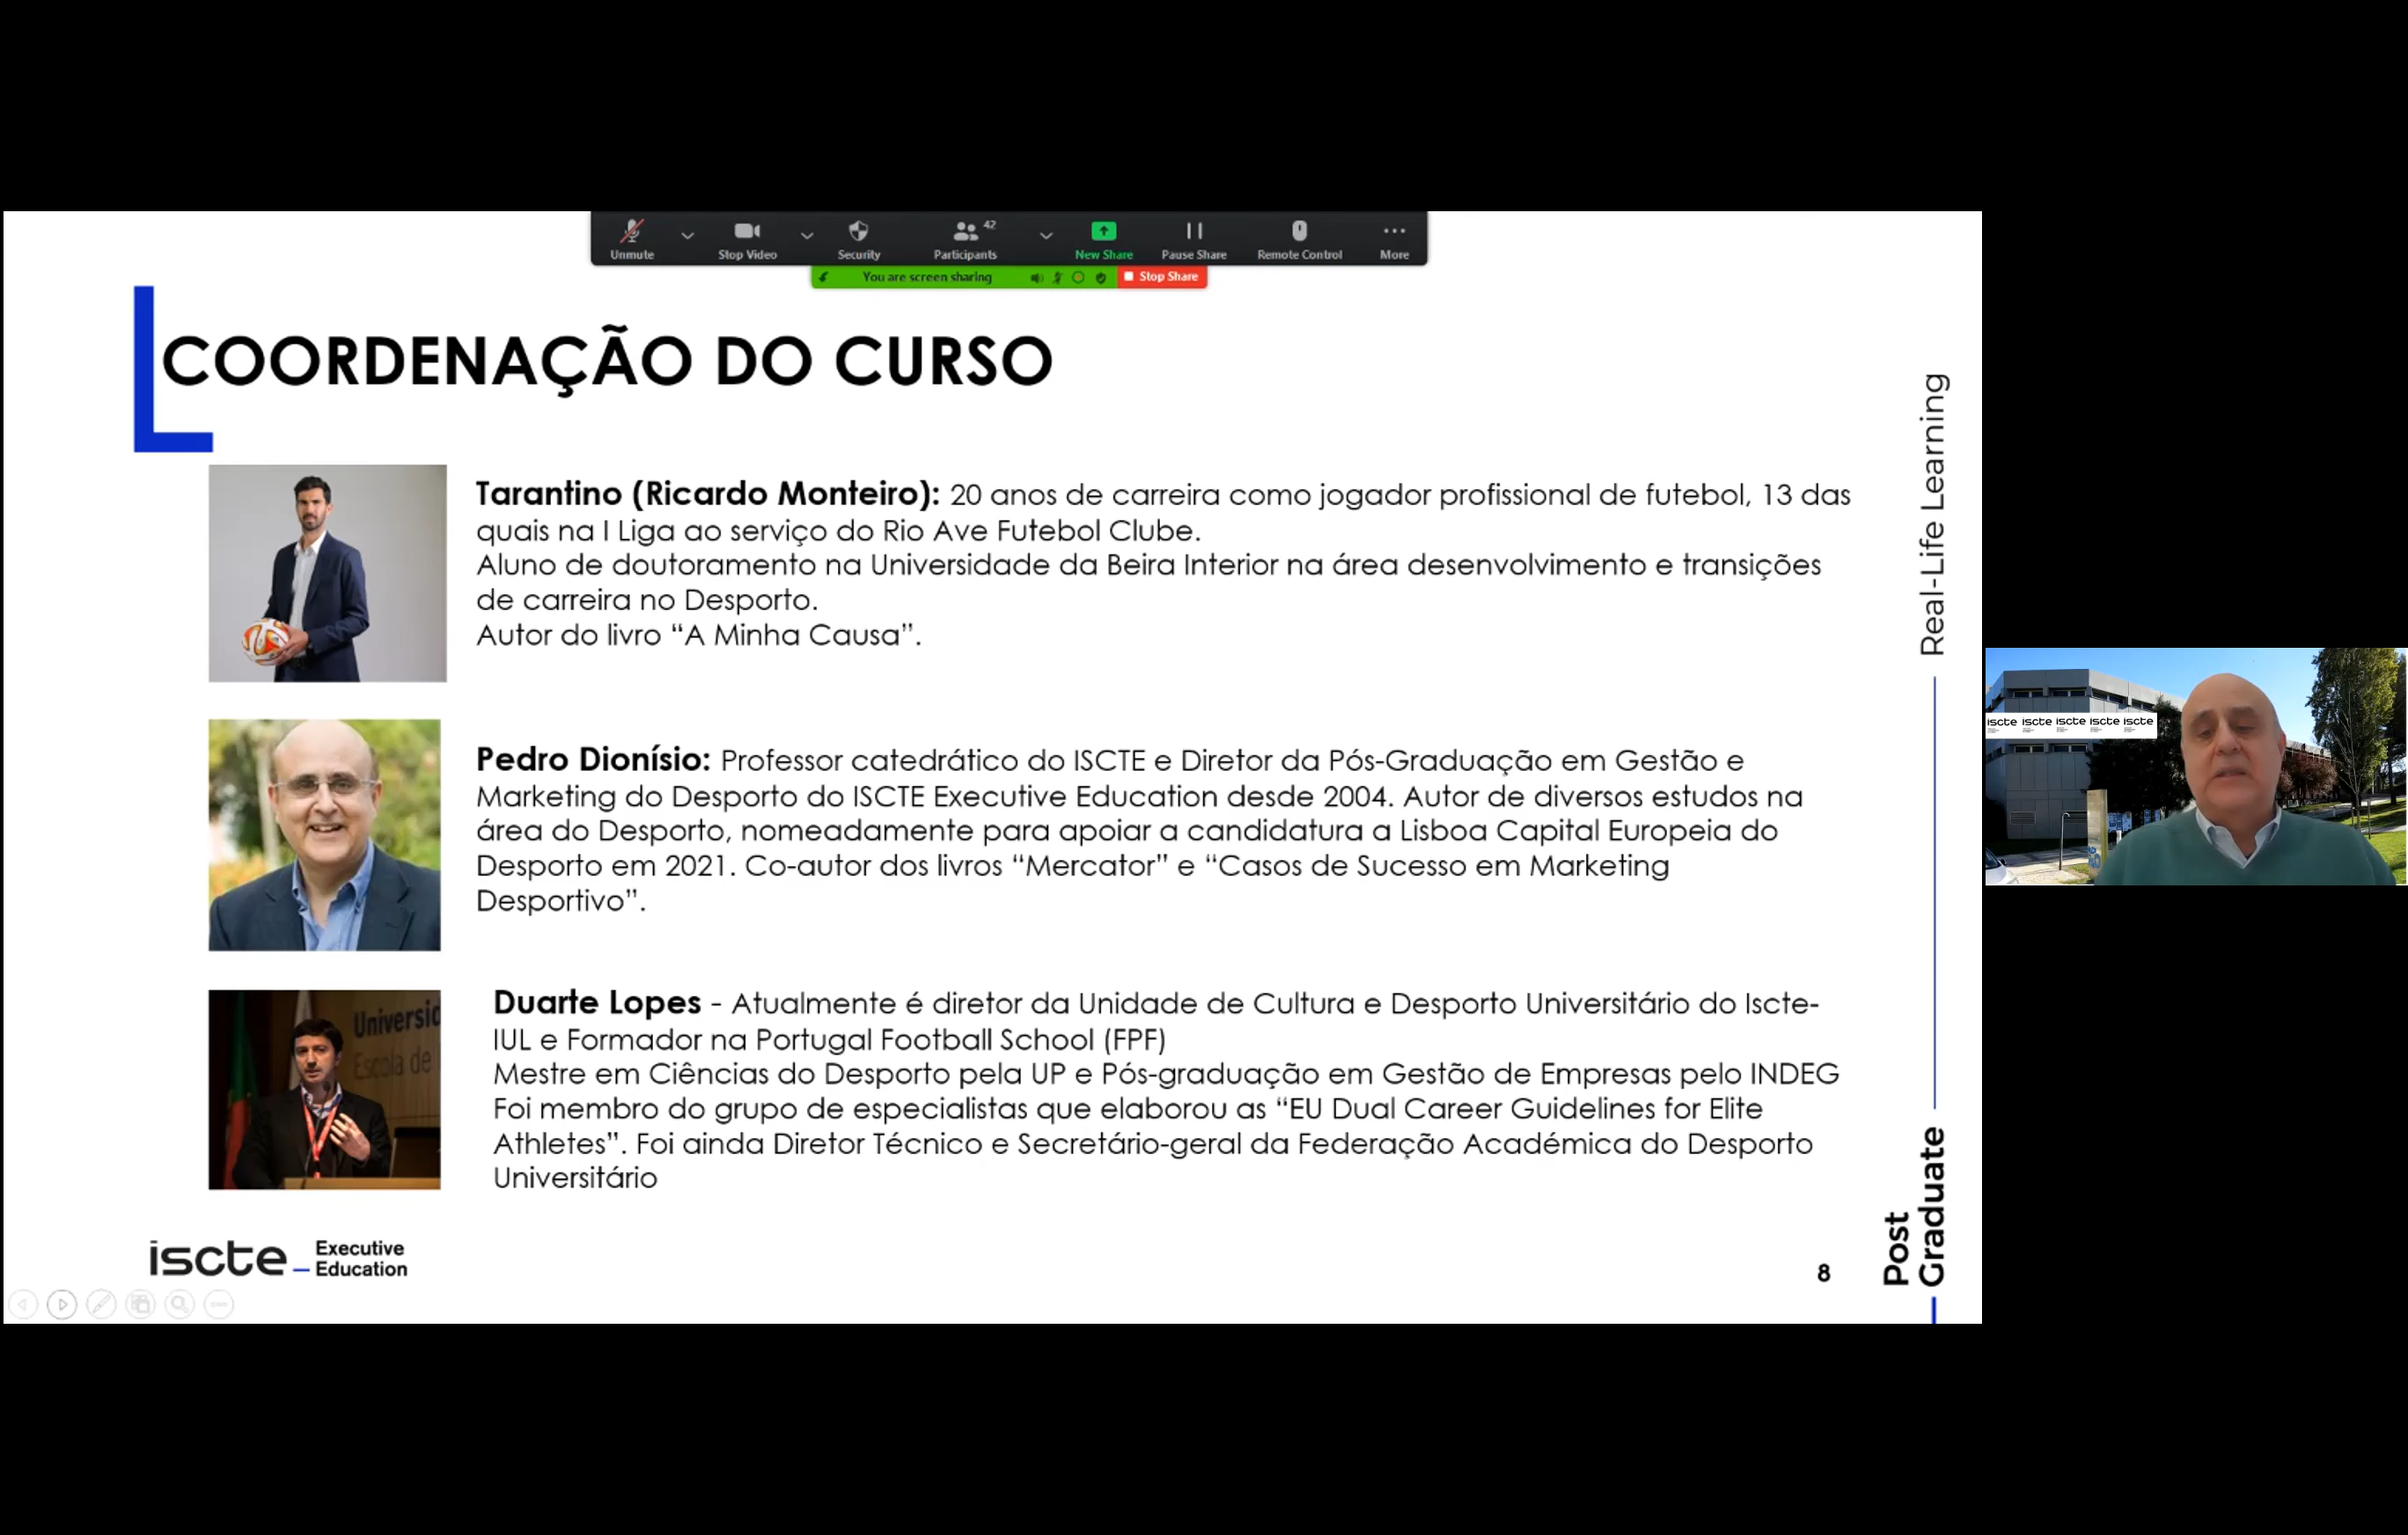 Unmute
Stop Video
Security
Participants
42
New Share
Pause Share
Remote Control
More
You are screen sharing
Stop Share
COORDENAÇÃO DO CURSO
Tarantino (Ricardo Monteiro): 20 anos de carreira como jogador profissional de futebol, 13 das
quais na I Liga ao serviço do Rio Ave Futebol Clube.
Aluno de doutoramento na Universidade da Beira Interior na área desenvolvimento e transições
de carreira no Desporto.
Autor do livro “A Minha Causa”.
Pedro Dionísio: Professor catedrático do ISCTE e Diretor da Pós-Graduação em Gestão e
Marketing do Desporto do ISCTE Executive Education desde 2004. Autor de diversos estudos na
área do Desporto, nomeadamente para apoiar a candidatura a Lisboa Capital Europeia do
Desporto em 2021. Co-autor dos livros “Mercator” e “Casos de Sucesso em Marketing
Desportivo”.
Universi
Escola de
Duarte Lopes - Atualmente é diretor da Unidade de Cultura e Desporto Universitário do Iscte-
IUL e Formador na Portugal Football School (FPF)
Mestre em Ciências do Desporto pela UP e Pós-graduação em Gestão de Empresas pelo INDEG
Foi membro do grupo de especialistas que elaborou as “EU Dual Career Guidelines for Elite
Athletes”. Foi ainda Diretor Técnico e Secretário-geral da Federação Académica do Desporto
Universitário
iscte
Executive
Education
8
Real-Life Learning
Post
Graduate
iscte iscte iscte iscte iscte